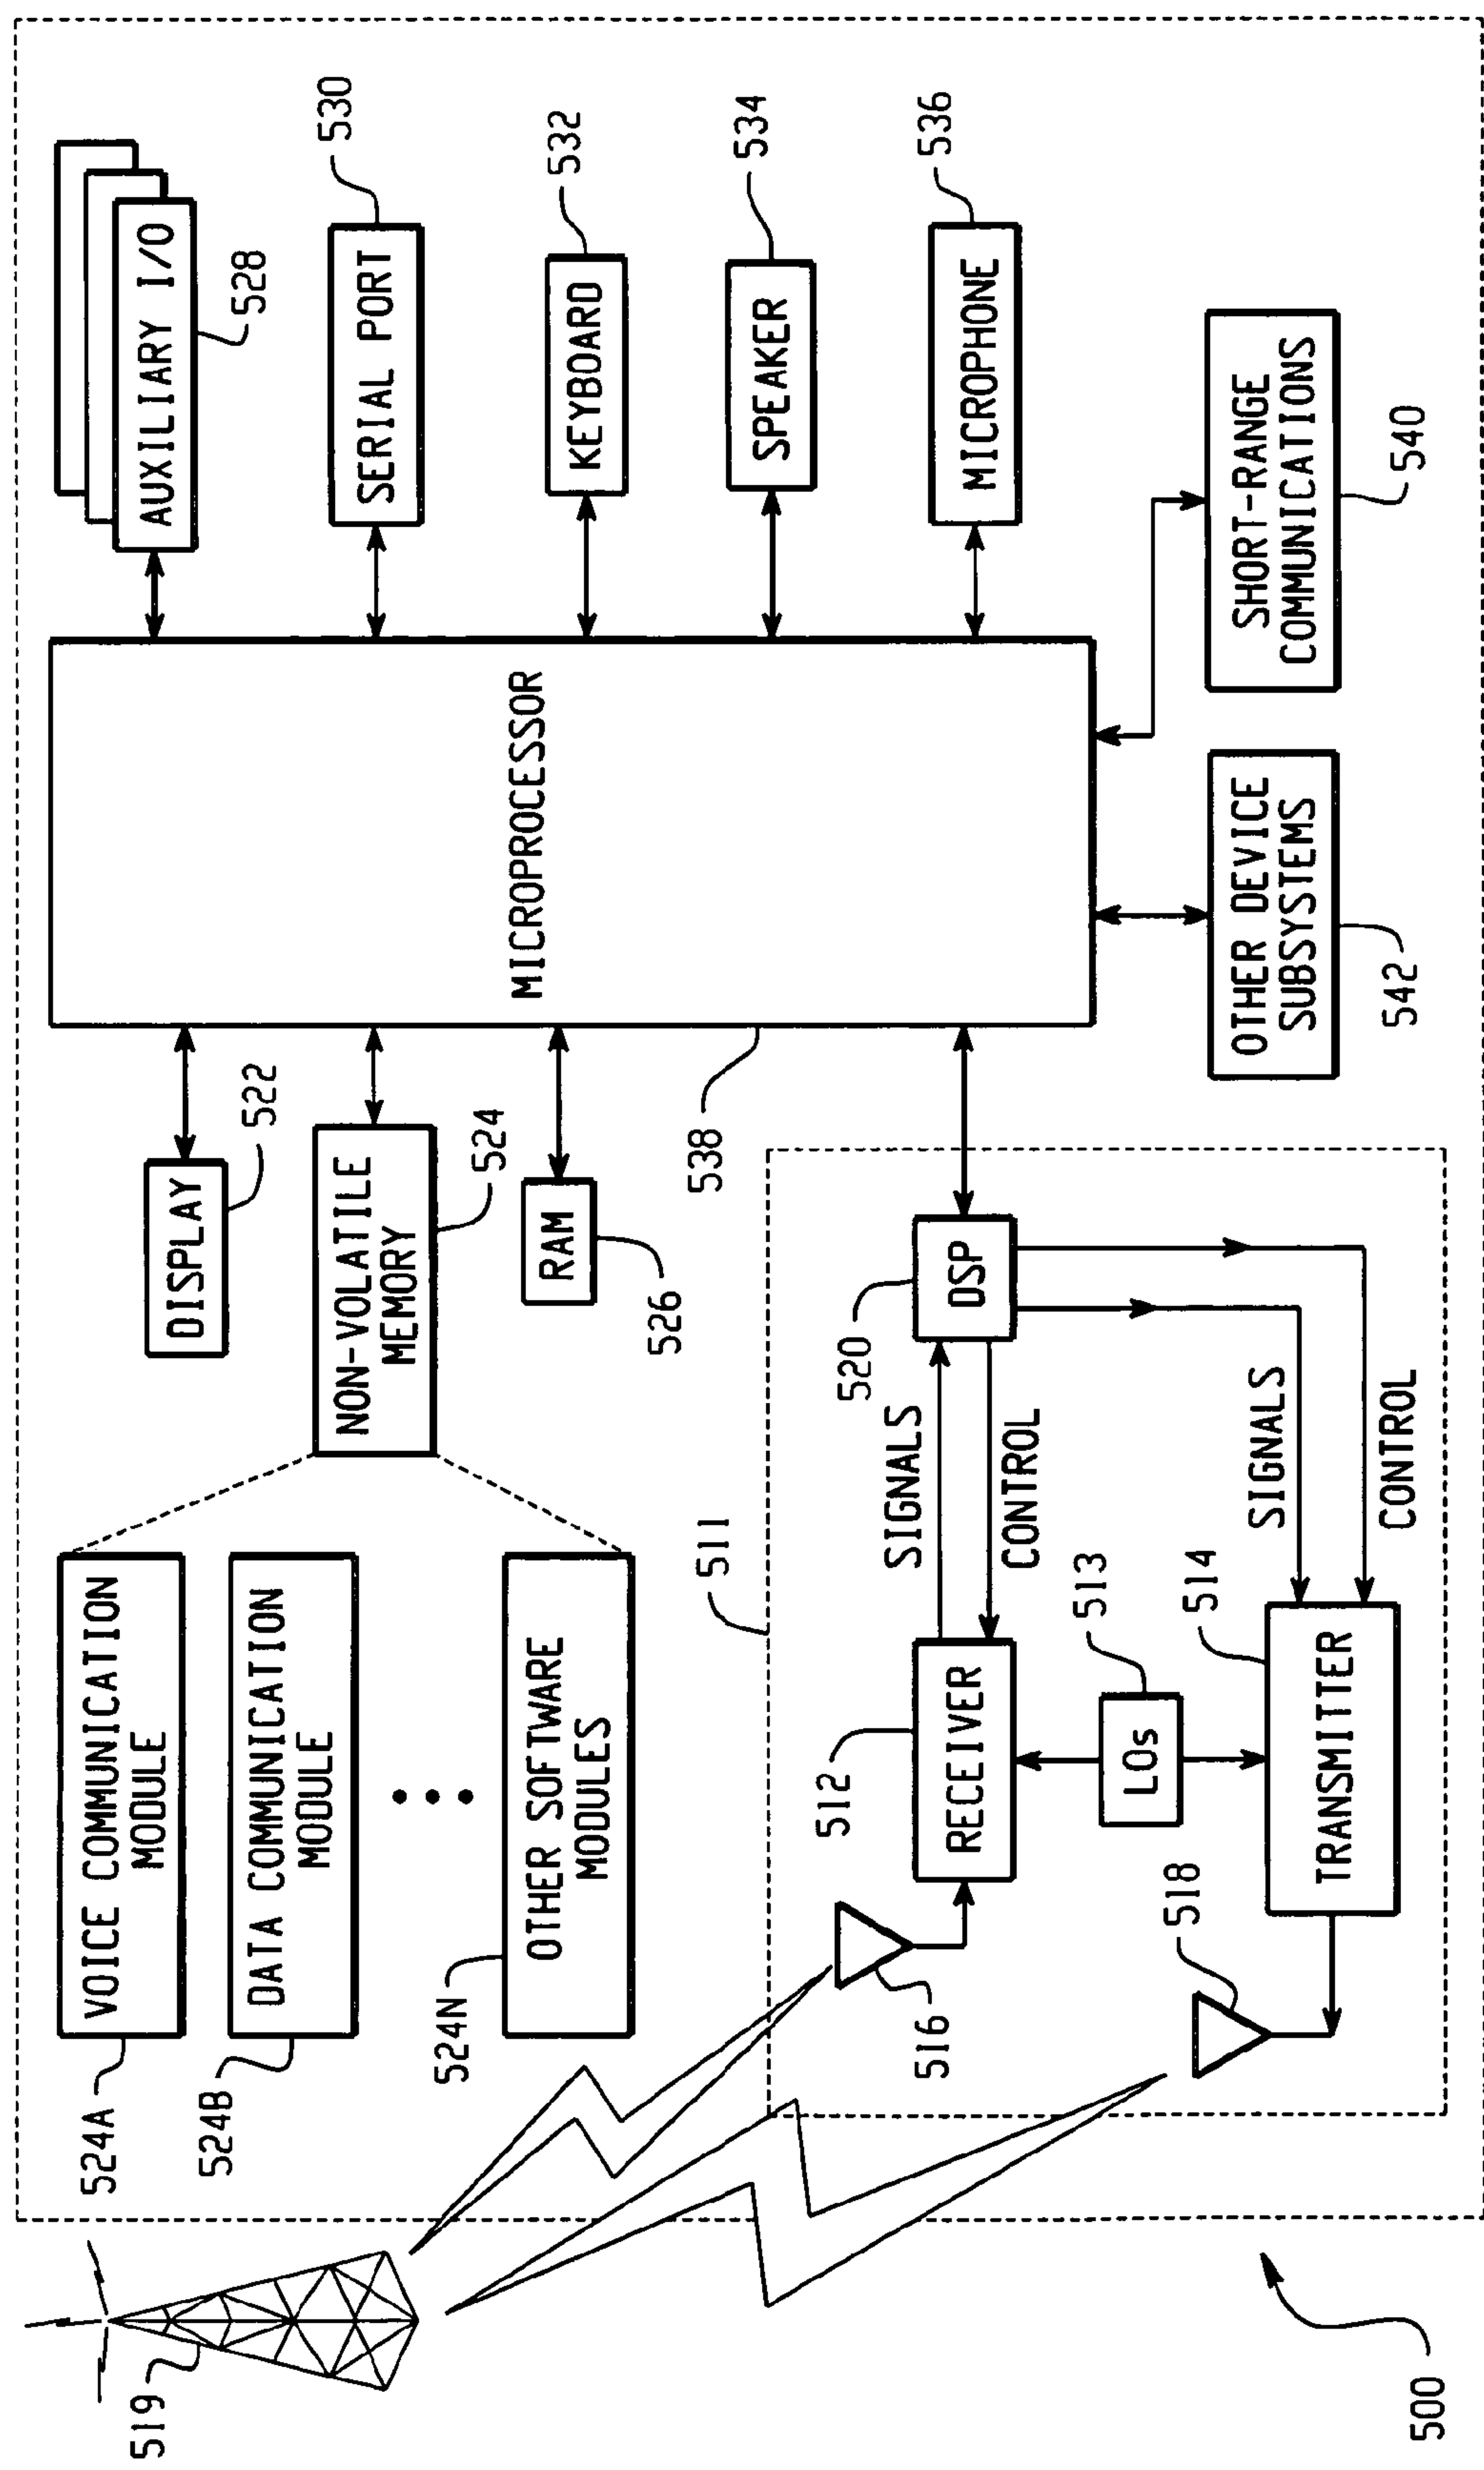 519
524A
VOICE COMMUNICATION
MODULE
524B
DATA COMMUNICATION
MODULE
524N
OTHER SOFTWARE
MODULES
DISPLAY
522
NON-VOLATILE
MEMORY
524
RAM
526
538
MICROPROCESSOR
AUXILIARY I/O
528
SERIAL PORT
530
KEYBOARD
532
SPEAKER
534
MICROPHONE
536
SHORT-RANGE
COMMUNICATIONS
540
OTHER DEVICE
SUBSYSTEMS
542
511
516
512
RECEIVER
SIGNALS
CONTROL
520
DSP
513
LOs
518
514
TRANSMITTER
SIGNALS
CONTROL
500